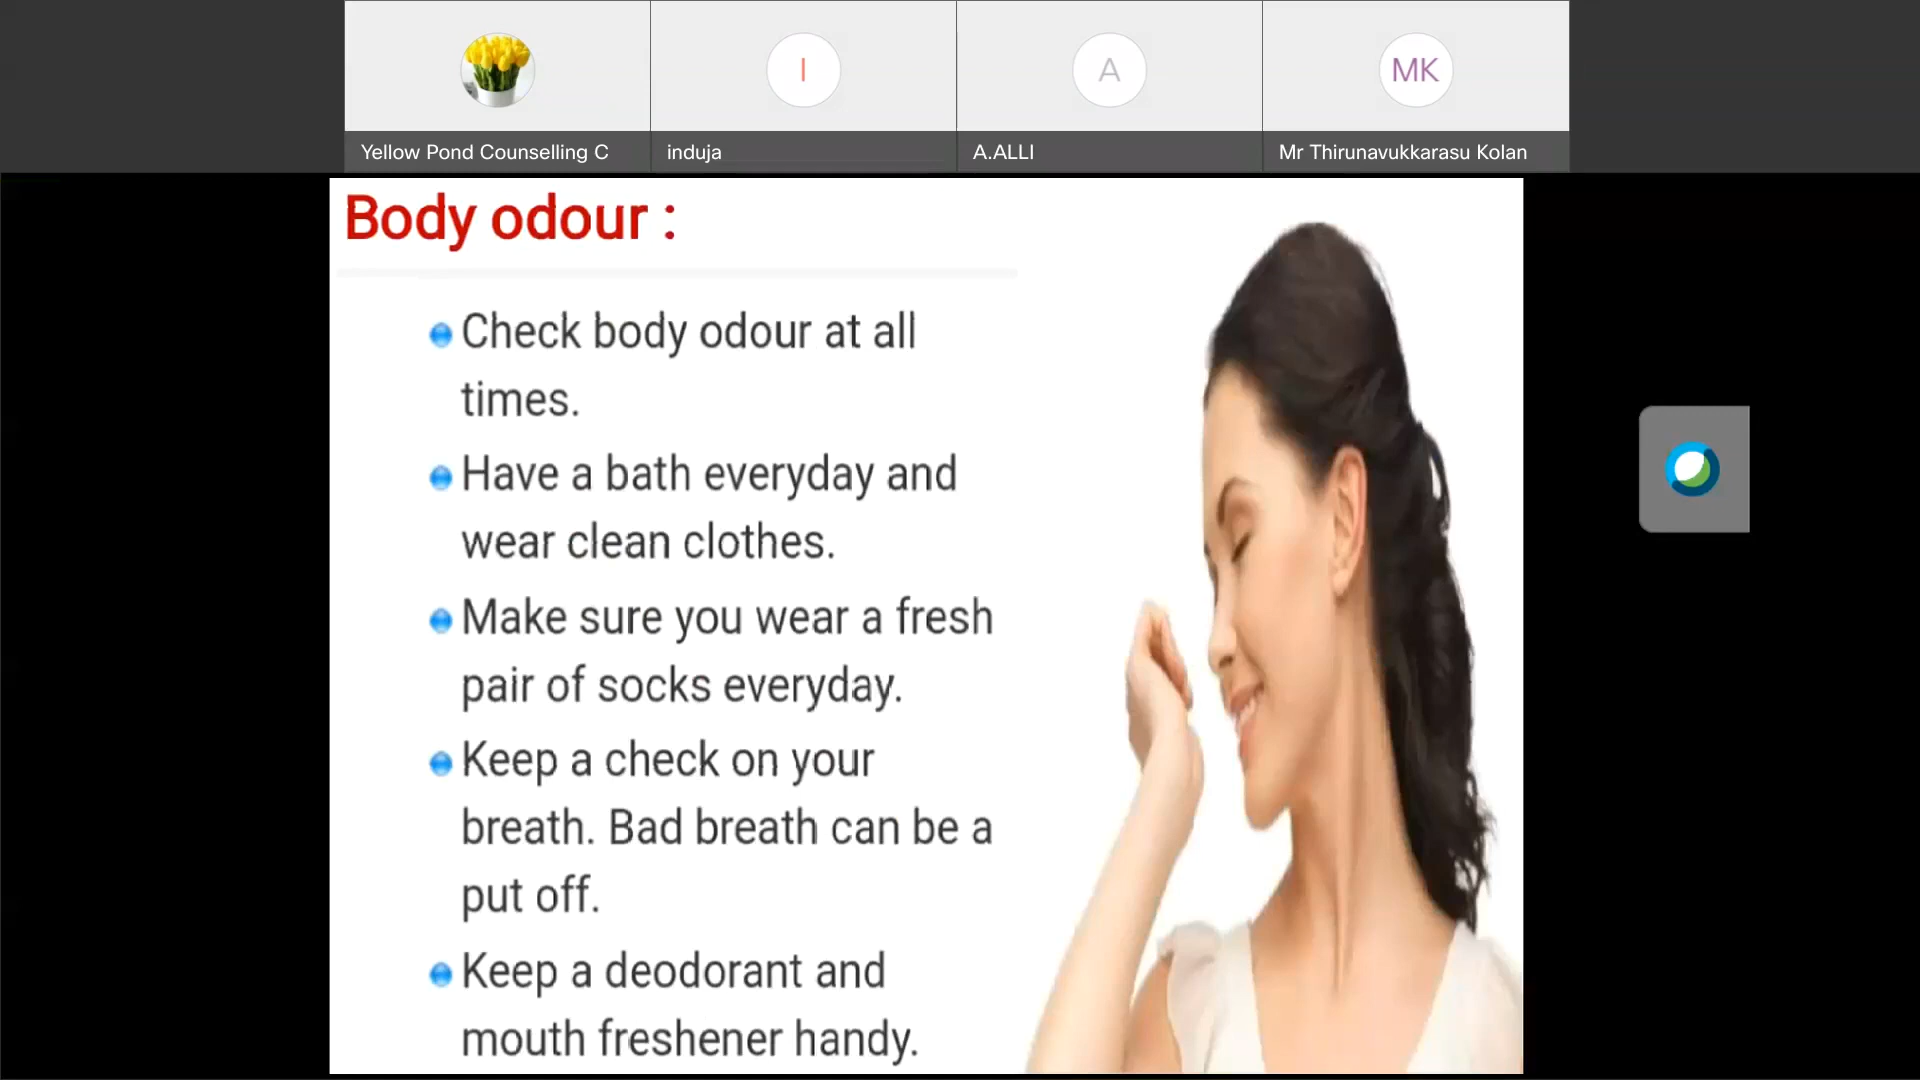 I
A
MK
Yellow Pond Counselling C
induja
A.ALLI
Mr Thirunavukkarasu Kolan
Body odour :
Check body odour at all
times.
Have a bath everyday and
wear clean clothes.
Make sure you wear a fresh
pair of socks everyday.
Keep a check on your
breath. Bad breath can be a
put off.
Keep a deodorant and
mouth freshener handy.